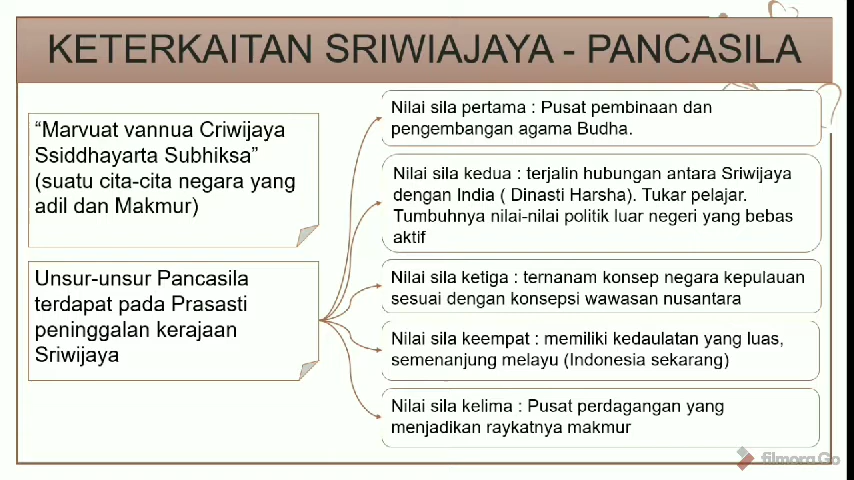 KETERKAITAN SRIWIAJAYA - PANCASILA
“Marvuat vannua Criwijaya
Ssiddhayarta Subhiksa”
(suatu cita-cita negara yang
adil dan Makmur)
Unsur-unsur Pancasila
terdapat pada Prasasti
peninggalan kerajaan
Sriwijaya
Nilai sila pertama : Pusat pembinaan dan
pengembangan agama Budha.
Nilai sila kedua : terjalin hubungan antara Sriwijaya
dengan India ( Dinasti Harsha). Tukar pelajar.
Tumbuhnya nilai-nilai politik luar negeri yang bebas
aktif
Nilai sila ketiga : ternanam konsep negara kepulauan
sesuai dengan konsepsi wawasan nusantara
Nilai sila keempat : memiliki kedaulatan yang luas,
semenanjung melayu (Indonesia sekarang)
Nilai sila kelima : Pusat perdagangan yang
menjadikan raykatnya makmur
filmora Go